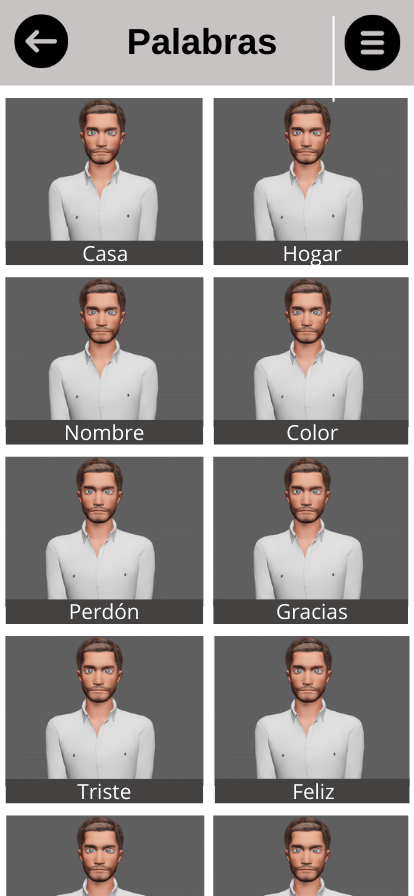 Palabras
Casa
Hogar
Nombre
Color
Perdón
Gracias
Triste
Feliz